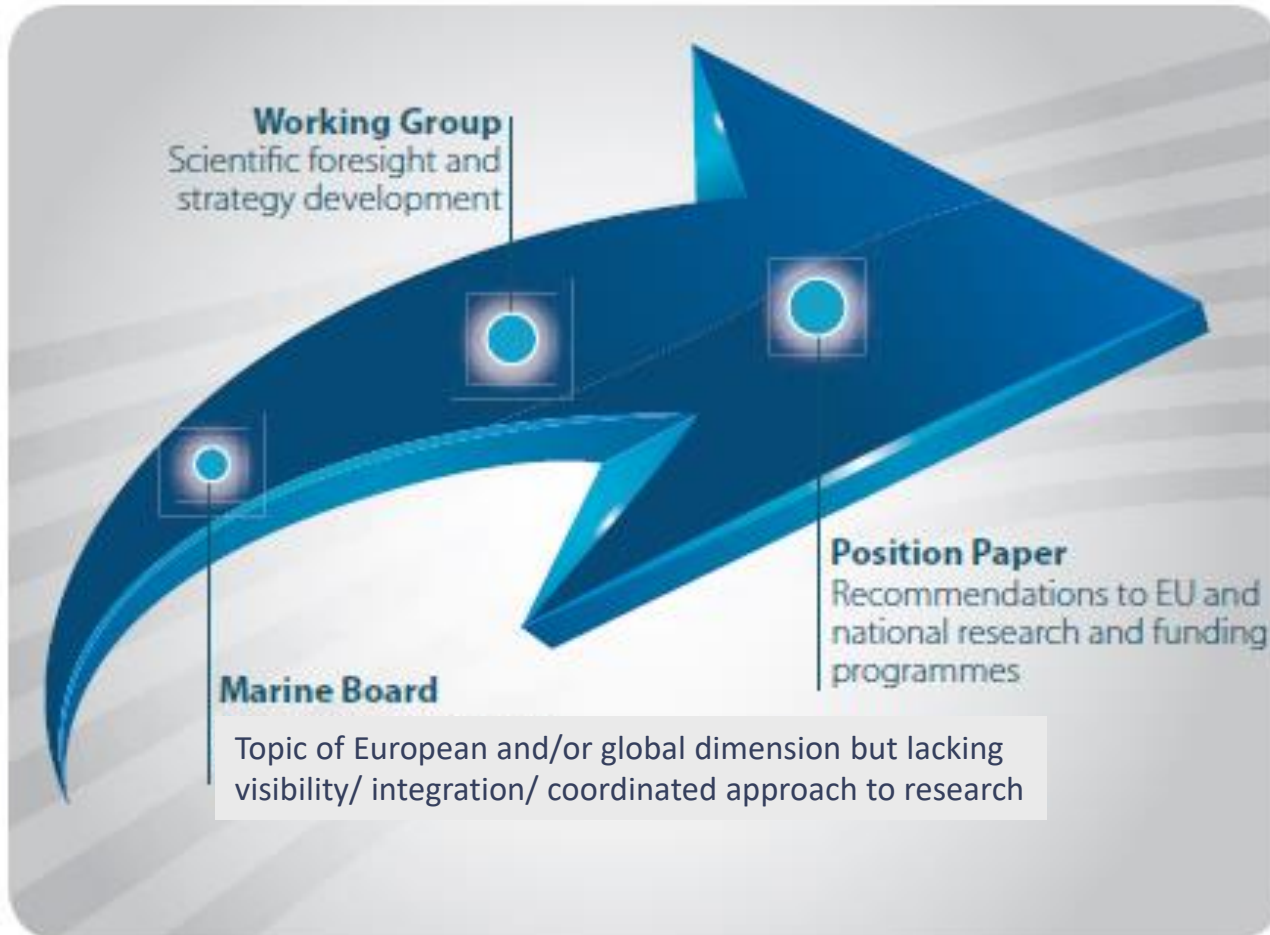 Working Group
Scientific foresight and
strategy development
Position Paper
Recommendations to EU and
national research and funding
programmes
Marine Board
Topic of European and/or global dimension but lacking
visibility/ integration/ coordinated approach to research